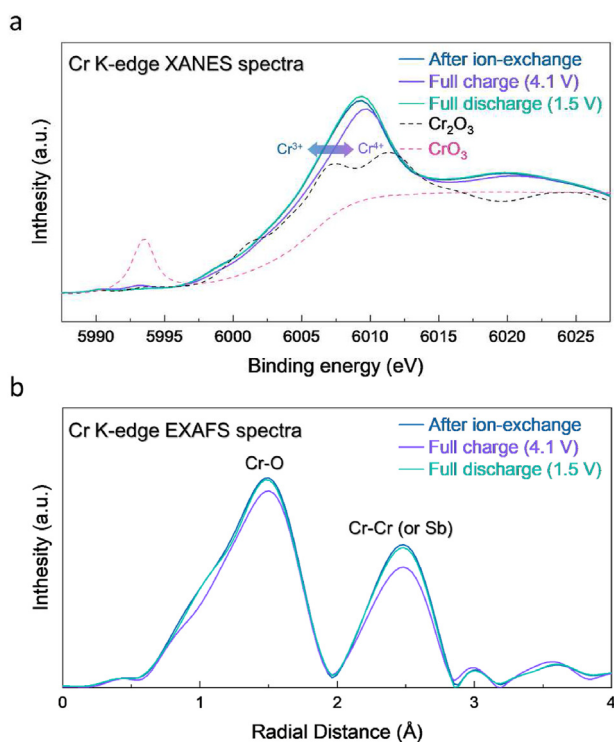 a
Cr K-edge XANES spectra
After ion-exchange
Full charge (4.1 V)
Full discharge (1.5 V)
Cr₂O₃
CrO₃
Cr³⁺
Cr⁴⁺
Inthesity (a.u.)
5990 5995 6000 6005 6010 6015 6020 6025
Binding energy (eV)
b
Cr K-edge EXAFS spectra
After ion-exchange
Full charge (4.1 V)
Full discharge (1.5 V)
Cr-O
Cr-Cr (or Sb)
Inthesity (a.u.)
0 1 2 3 4
Radial Distance (Å)